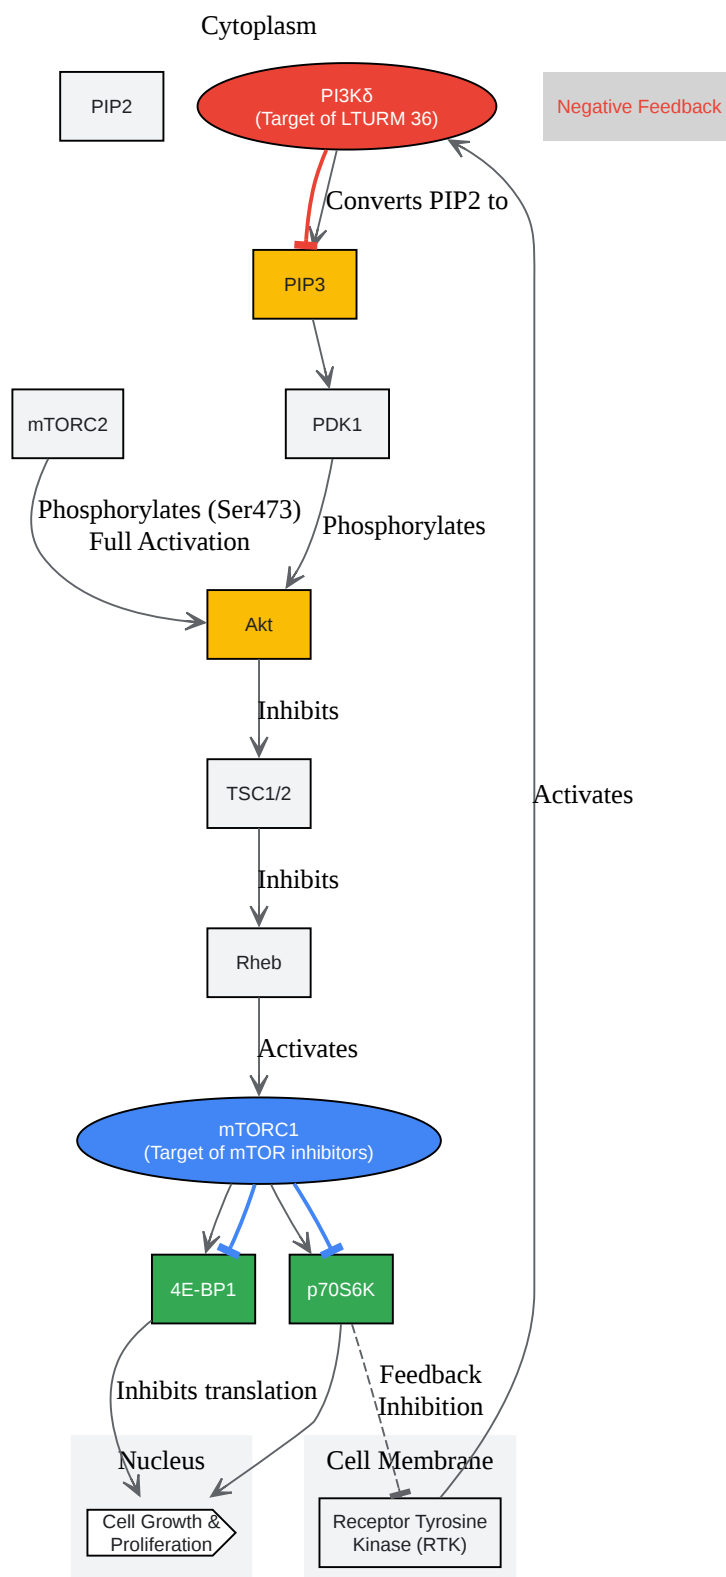 Cytoplasm
PIP2
PI3Kδ
(Target of LTURM 36)
Negative Feedback
Converts PIP2 to
PIP3
mTORC2
PDK1
Phosphorylates (Ser473)
Full Activation
Phosphorylates
Akt
Inhibits
TSC1/2
Activates
Inhibits
Rheb
Activates
mTORC1
(Target of mTOR inhibitors)
4E-BP1
p70S6K
Inhibits translation
Feedback
Inhibition
Nucleus
Cell Membrane
Cell Growth &
Proliferation
Receptor Tyrosine
Kinase (RTK)